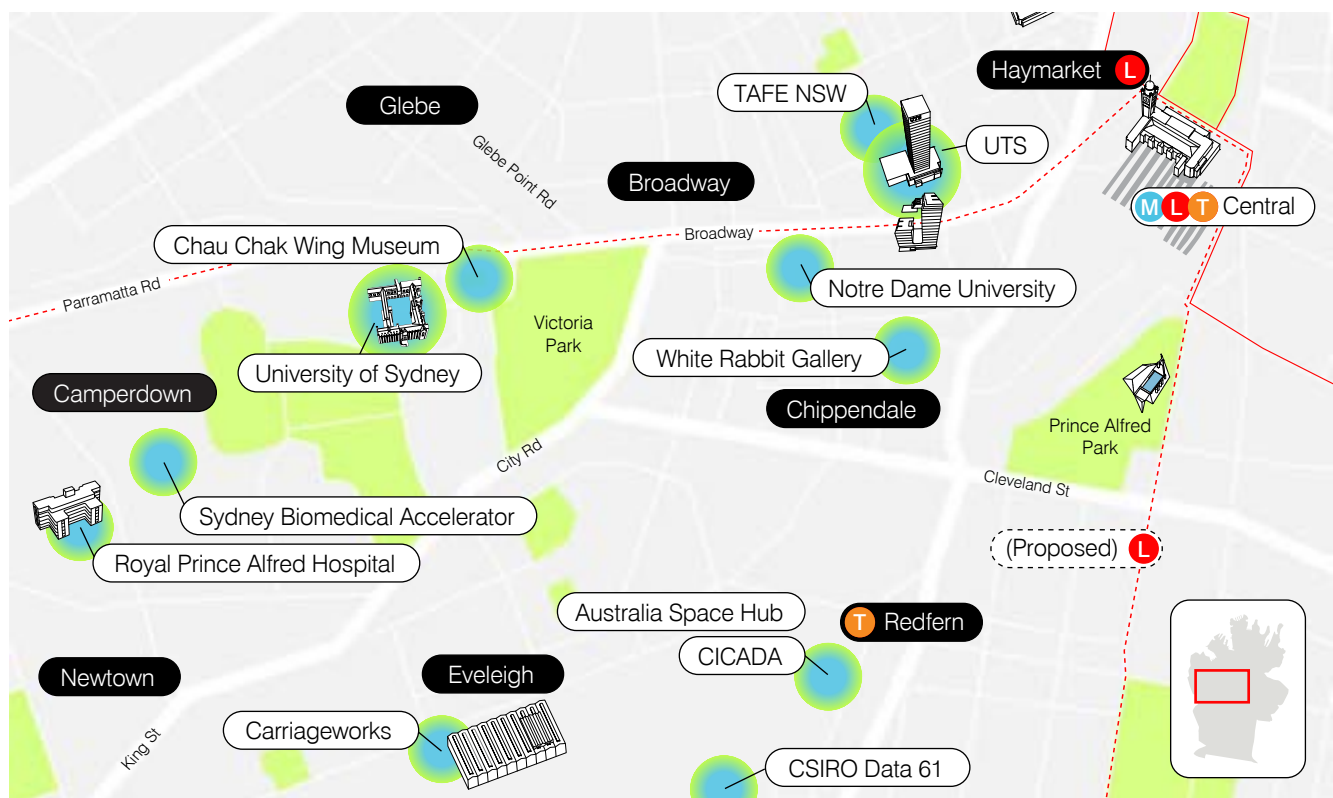 Haymarket L
TAFE NSW
Glebe
UTS
Glebe Point Rd
Broadway
M L T Central
Broadway
Chau Chak Wing Museum
Parramatta Rd
Notre Dame University
Victoria
Park
White Rabbit Gallery
University of Sydney
Camperdown
Chippendale
Prince Alfred
Park
City Rd
Cleveland St
Sydney Biomedical Accelerator
(Proposed) L
Royal Prince Alfred Hospital
Australia Space Hub
T Redfern
CICADA
Newtown
Eveleigh
Carriageworks
King St
CSIRO Data 61